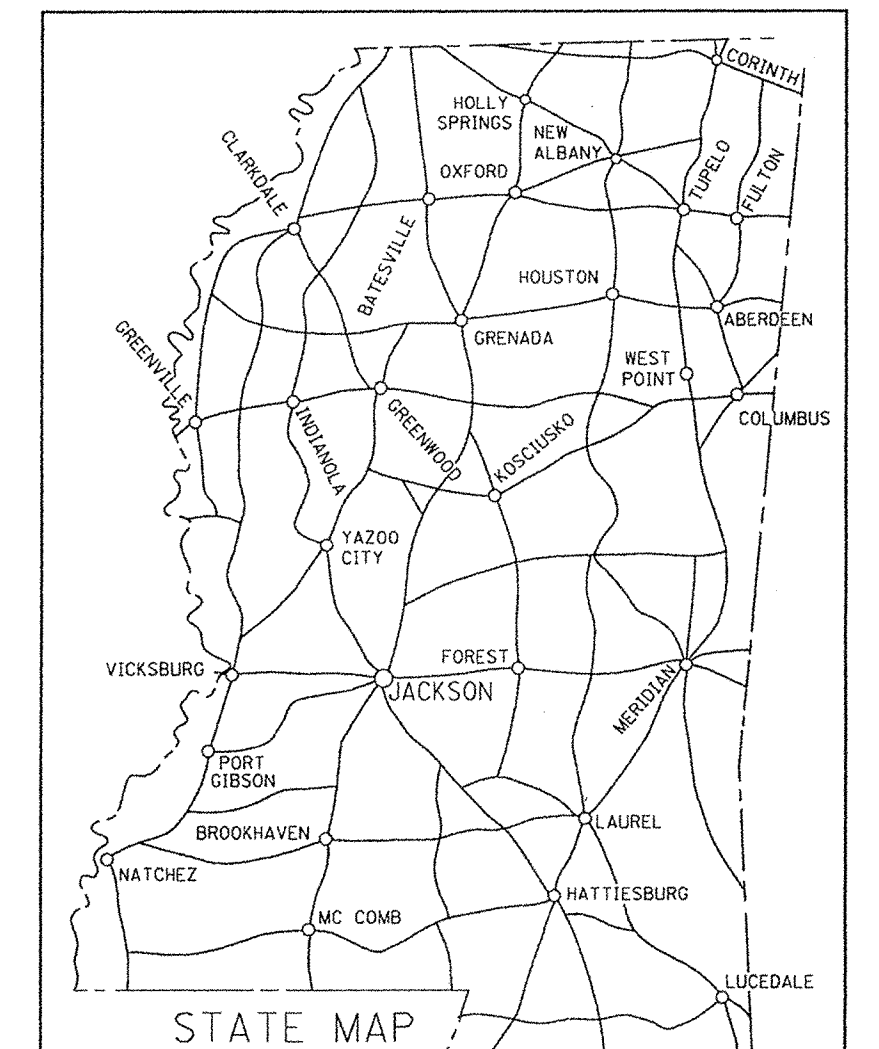 CORINTH
HOLLY
SPRINGS
NEW
ALBANY
CLARKDALE
OXFORD
TUPELO
FULTON
BATESVILLE
HOUSTON
ABERDEEN
GRENADA
GREENVILLE
WEST
POINT
COLUMBUS
INDIANOLA
GREENWOOD
KOSCIUSKO
YAZOO
CITY
VICKSBURG
FOREST
JACKSON
MERIDIAN
PORT
GIBSON
BROOKHAVEN
LAUREL
NATCHEZ
HATTIESBURG
MC COMB
LUCEDALE
STATE MAP